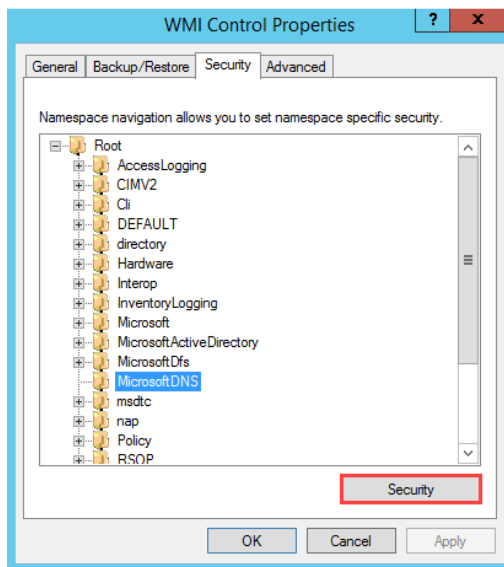 WMI Control Properties
? x
General Backup/Restore Security Advanced
Namespace navigation allows you to set namespace specific security.
Root
AccessLogging
CIMV2
Cli
DEFAULT
directory
Hardware
Interop
InventoryLogging
Microsoft
MicrosoftActiveDirectory
MicrosoftDfs
MicrosoftDNS
msdtc
nap
Policy
RSOP
Security
OK Cancel Apply